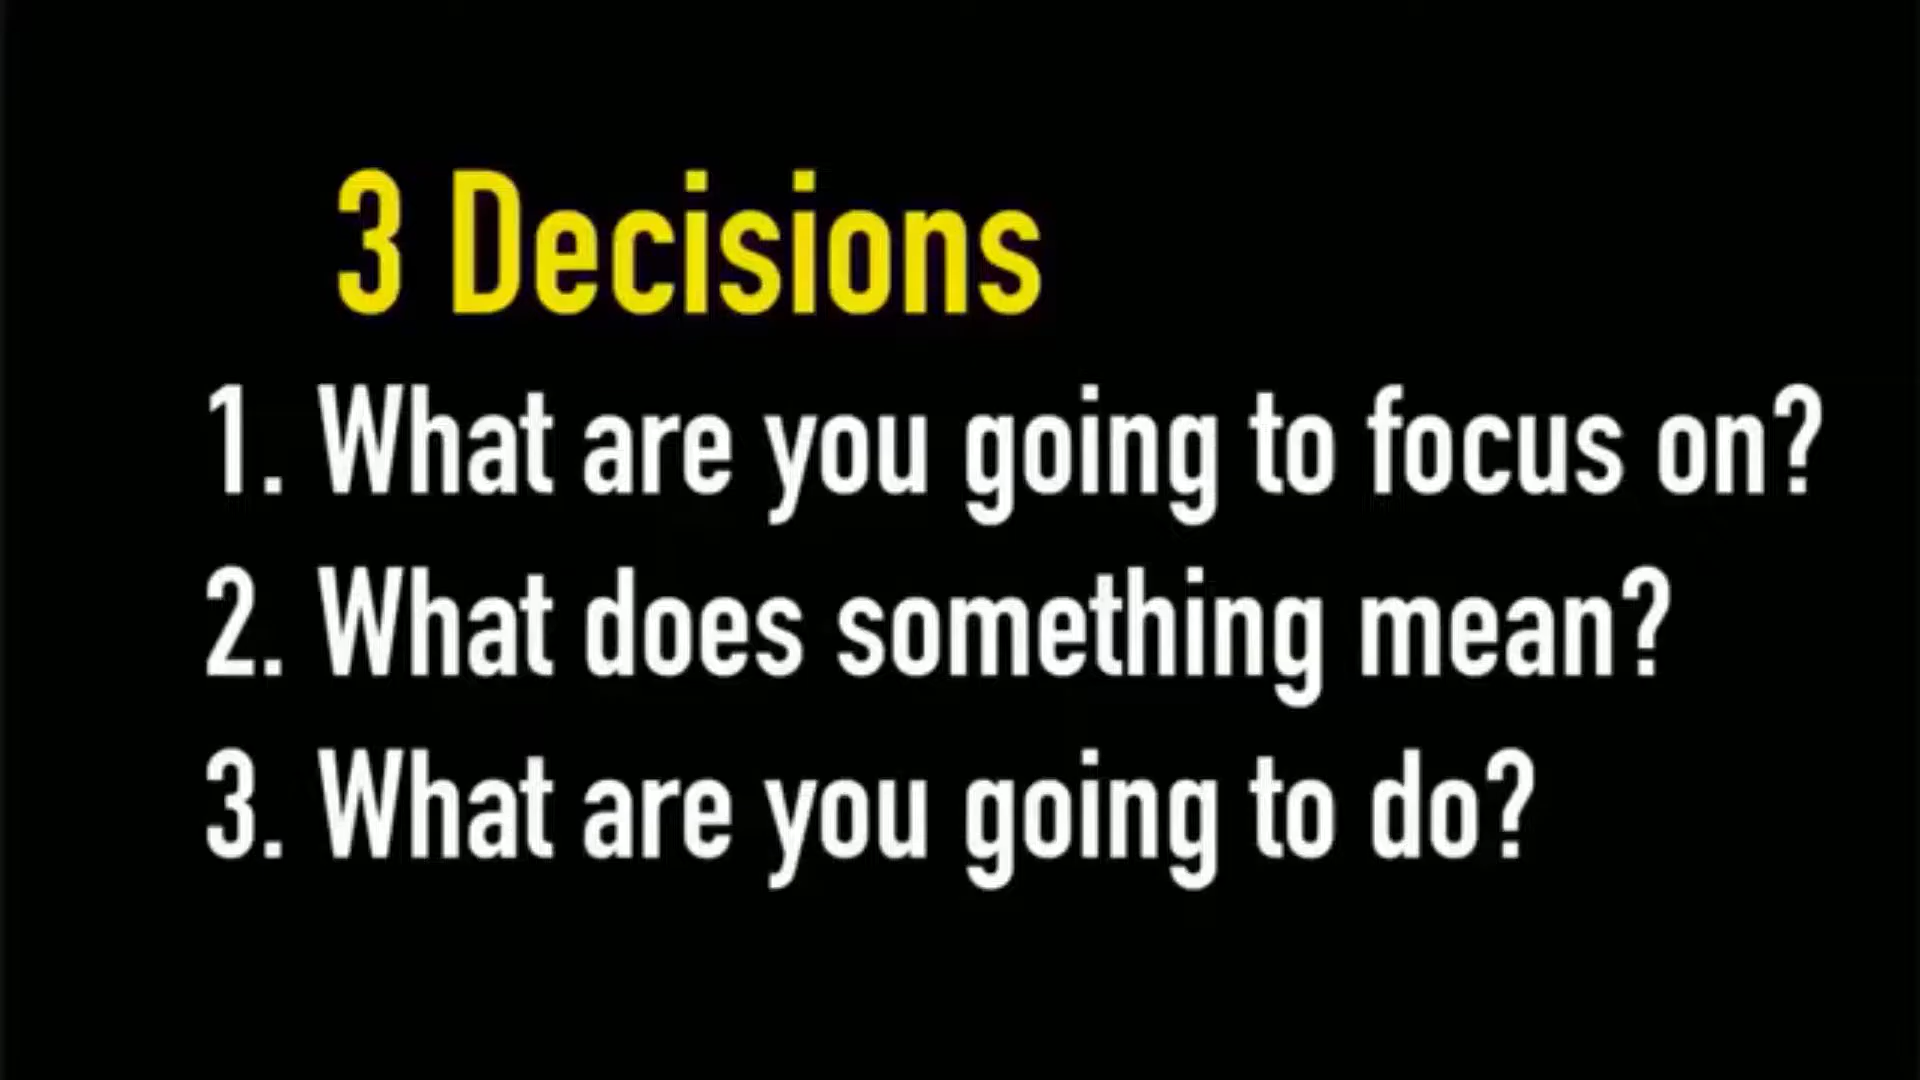 3 Decisions
1. What are you going to focus on?
2. What does something mean?
3. What are you going to do?